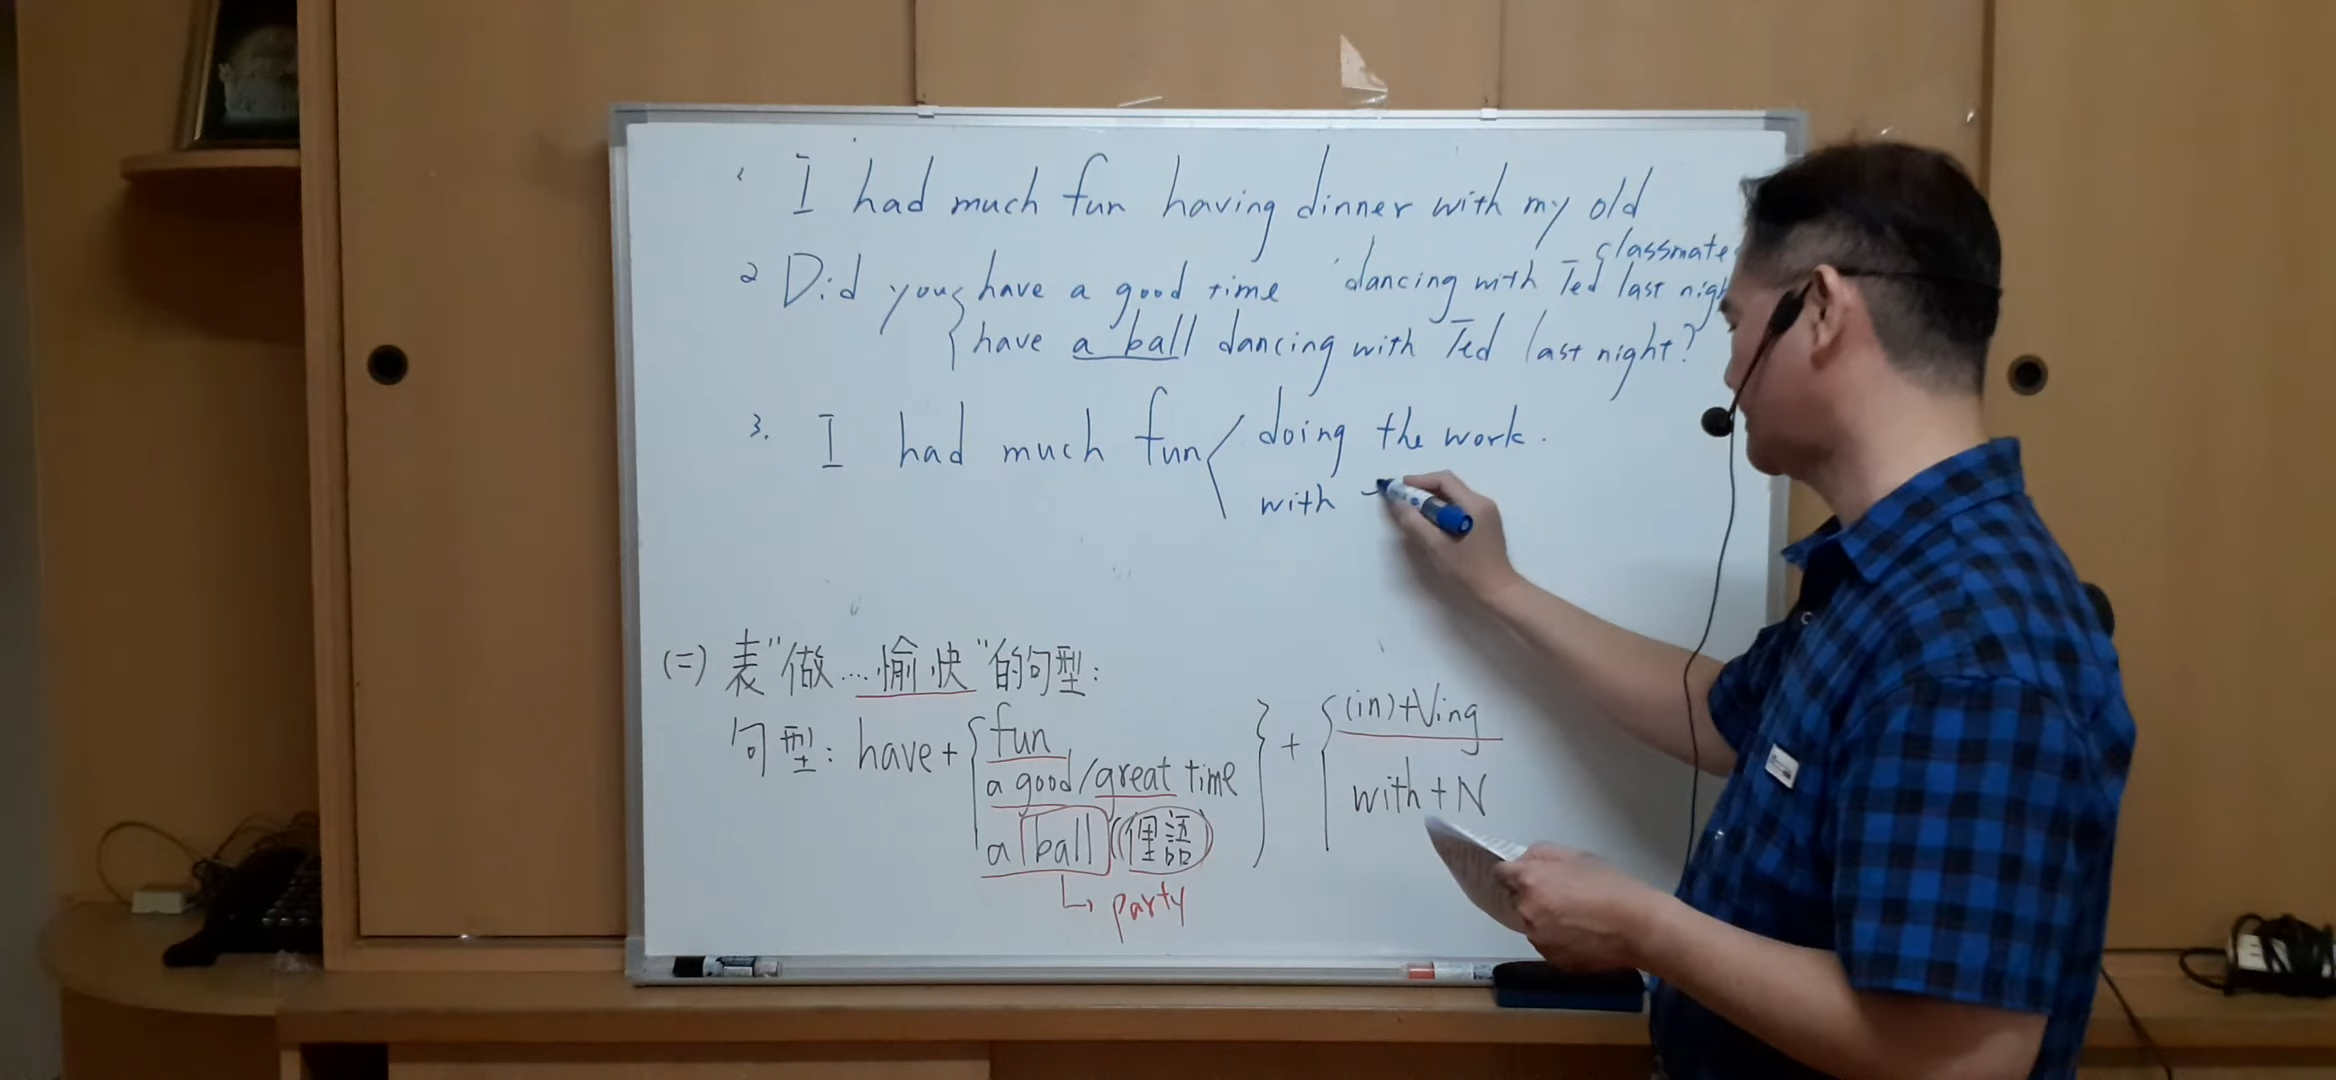 1 I had much fun having dinner with my old
classmate
2 Did you { have a good time dancing with Ted last nigh
{ have a ball dancing with Ted last night?
3. I had much fun < doing the work.
with
(二) 表"做…愉快"的句型:
句型: have + { fun
a good/great time
a ball (俚語) } + { (in)+Ving
with + N
↳ party